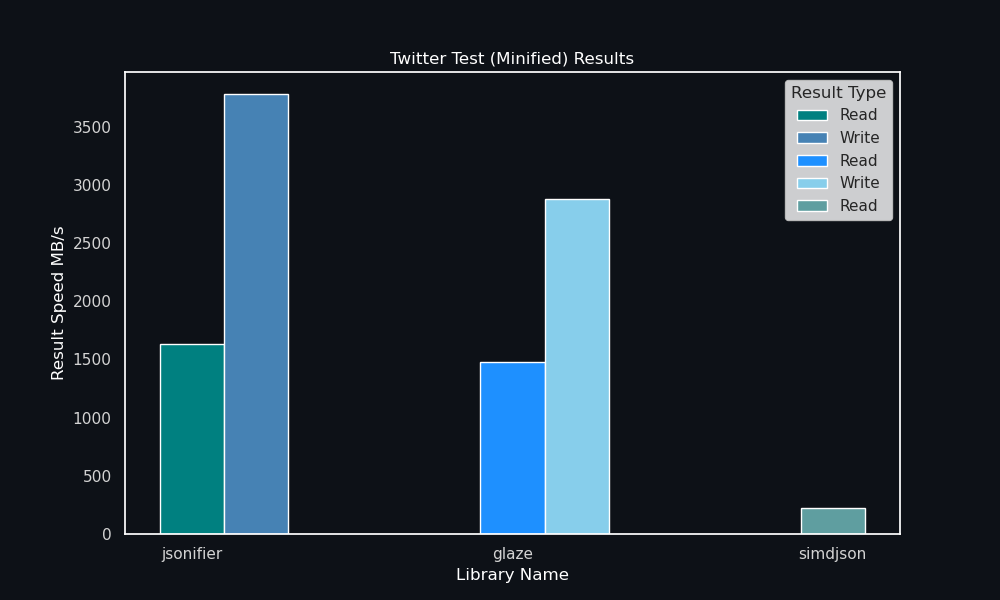 Twitter Test (Minified) Results
Result Type
Read
Write
Read
Write
Read
Result Speed MB/s
3500
3000
2500
2000
1500
1000
500
0
jsonifier
glaze
simdjson
Library Name